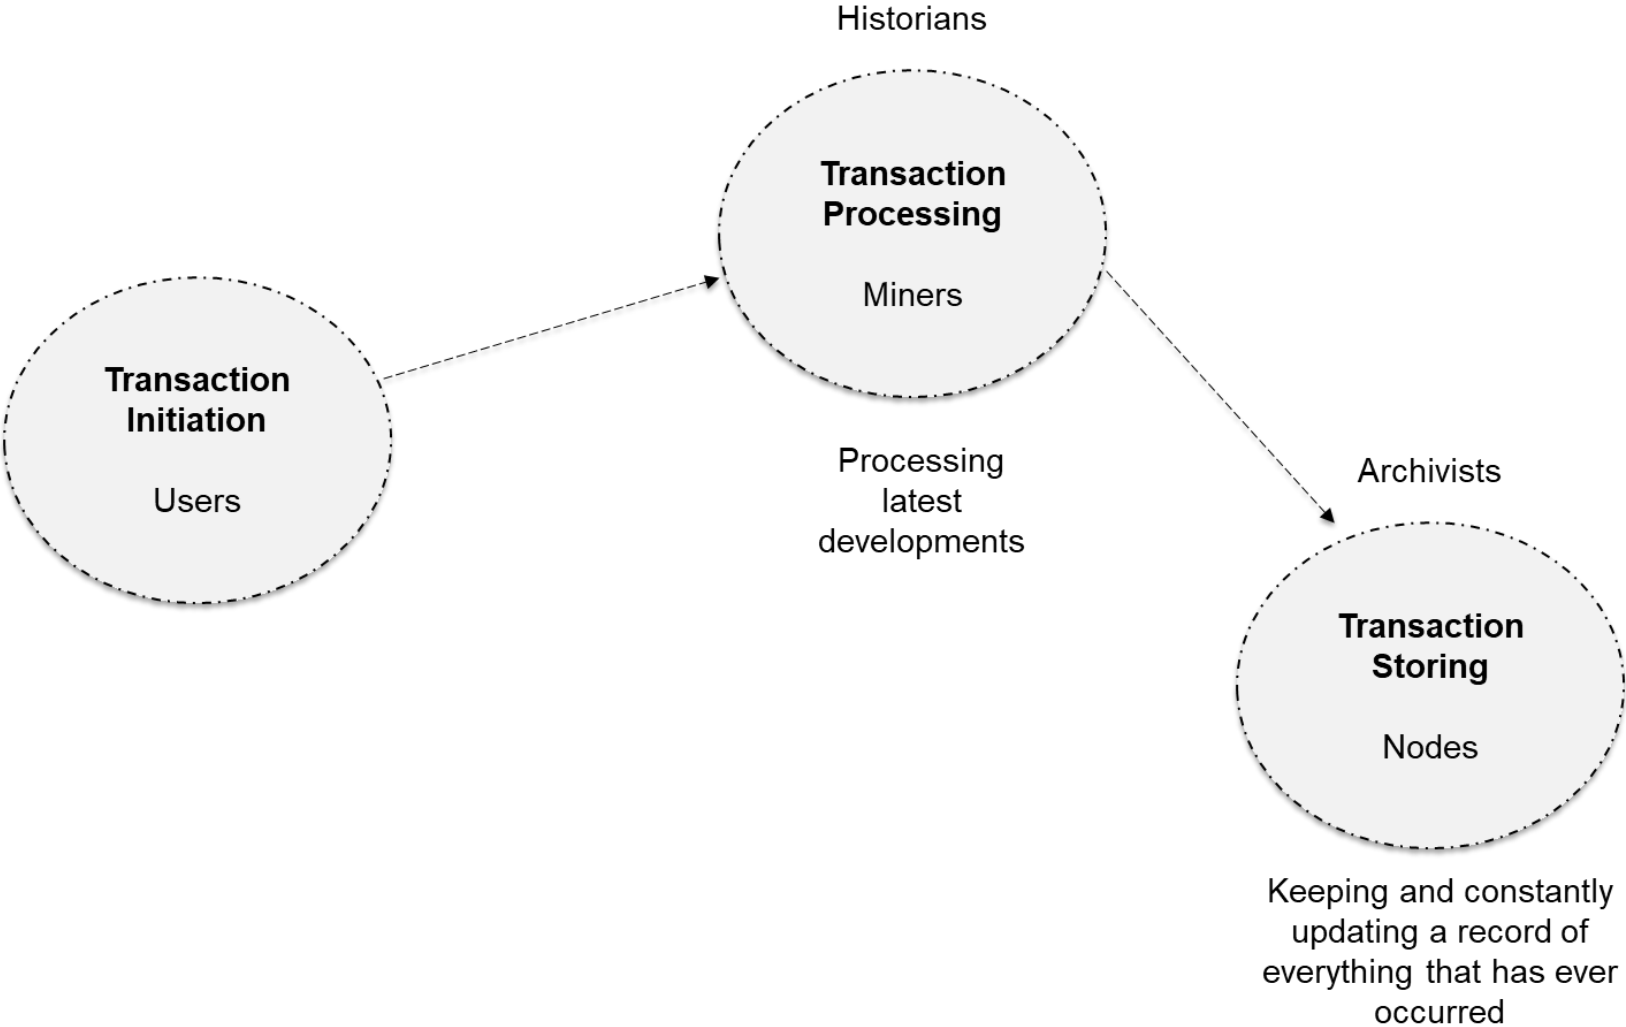 Historians
Transaction
Processing
Miners
Transaction
Initiation
Users
Processing
latest
developments
Archivists
Transaction
Storing
Nodes
Keeping and constantly
updating a record of
everything that has ever
occurred